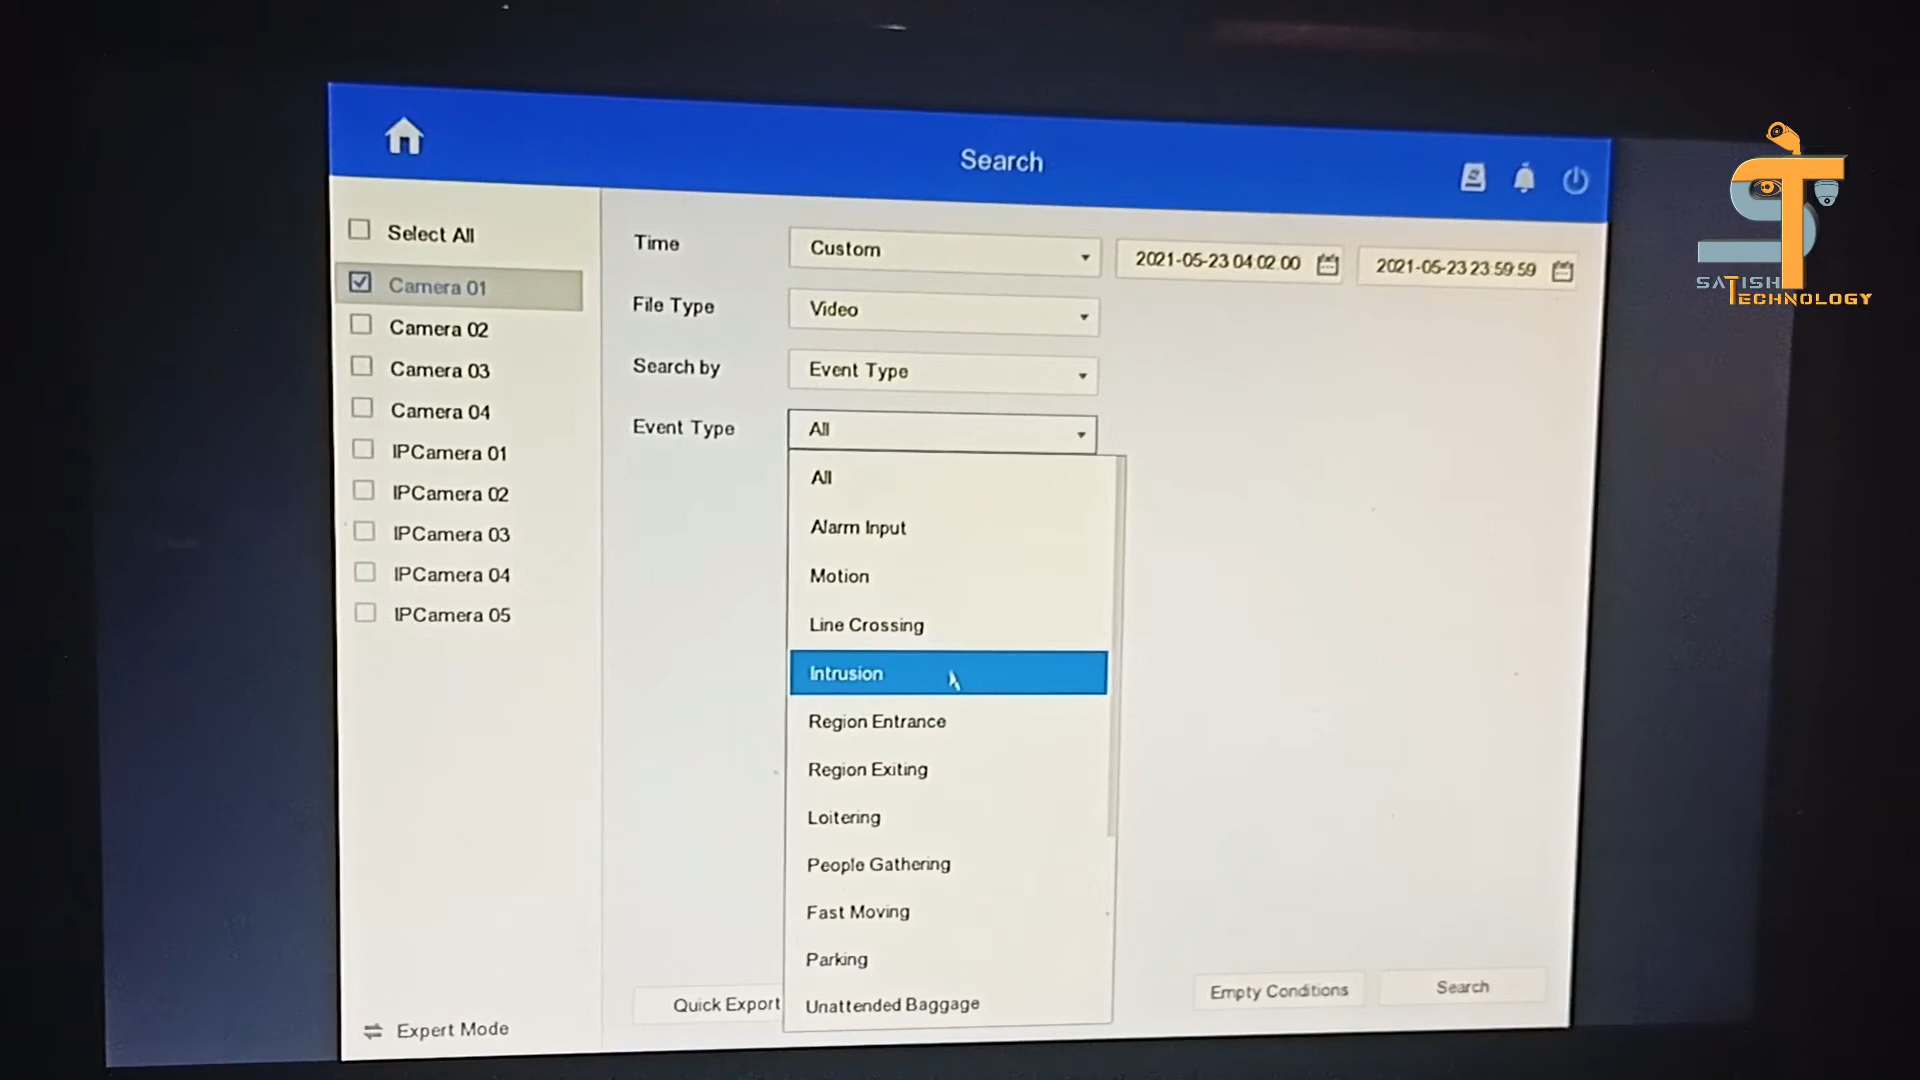 Search
Select All
Camera 01
Camera 02
Camera 03
Camera 04
IPCamera 01
IPCamera 02
IPCamera 03
IPCamera 04
IPCamera 05
Expert Mode
Time
Custom
2021-05-23 04:02:00
2021-05-23 23:59:59
File Type
Video
Search by
Event Type
Event Type
All
All
Alarm Input
Motion
Line Crossing
Intrusion
Region Entrance
Region Exiting
Loitering
People Gathering
Fast Moving
Parking
Unattended Baggage
Quick Export
Empty Conditions
Search
ST
SATISH
TECHNOLOGY